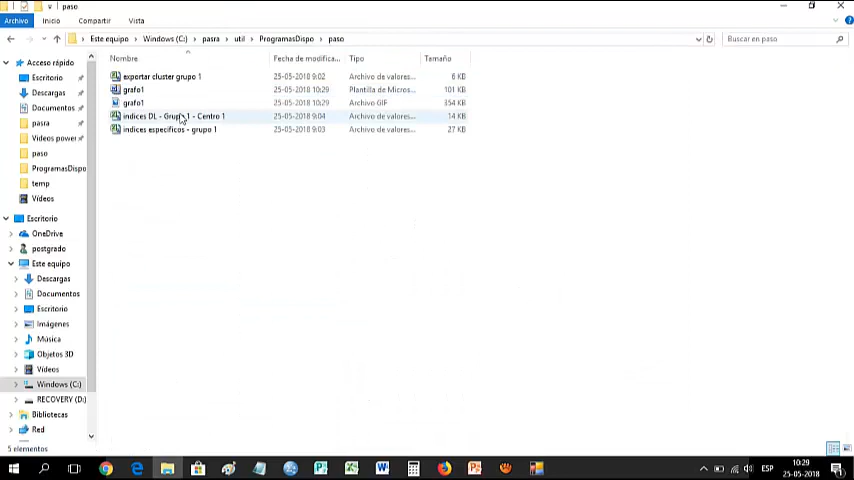 paso
Archivo Inicio Compartir Vista
Este equipo Windows (C:) pasra util ProgramasDispo paso Buscar en paso
Acceso rápido
Escritorio
Descargas
Documentos
pasra
Videos power
paso
ProgramasDispo
temp
Vídeos
Escritorio
OneDrive
postgrado
Este equipo
Descargas
Documentos
Escritorio
Imágenes
Música
Objetos 3D
Vídeos
Windows (C:)
RECOVERY (D:)
Bibliotecas
Red
Nombre Fecha de modifica... Tipo Tamaño
exportar cluster grupo 1 25-05-2018 9:02 Archivo de valores... 6 KB
grafo1 25-05-2018 10:29 Plantilla de Micros... 101 KB
grafo1 25-05-2018 10:29 Archivo GIF 354 KB
indices DL - Grupo 1 - Centro 1 25-05-2018 9:04 Archivo de valores... 14 KB
indices especificos - grupo 1 25-05-2018 9:03 Archivo de valores... 27 KB
5 elementos
ESP 10:29
25-05-2018